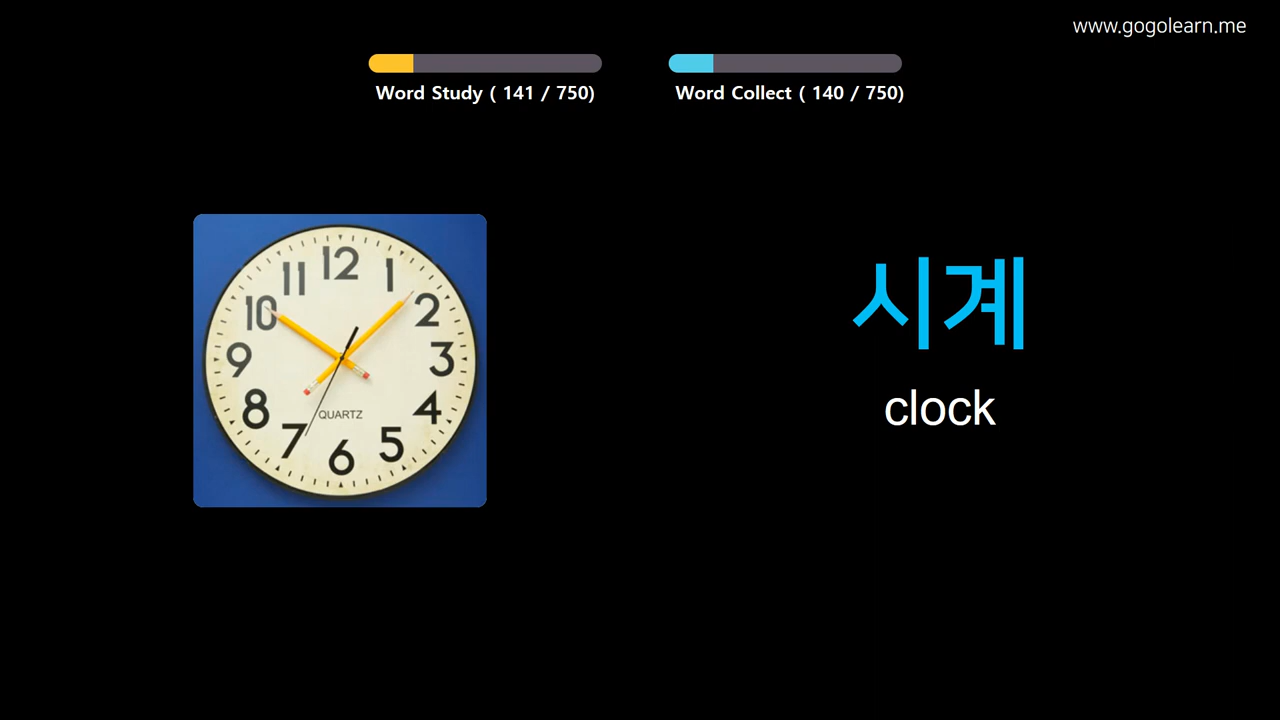 www.gogolearn.me
Word Study ( 141 / 750)
Word Collect ( 140 / 750)
12
11
1
10
2
9
3
8
4
QUARTZ
7
5
6
시계
clock